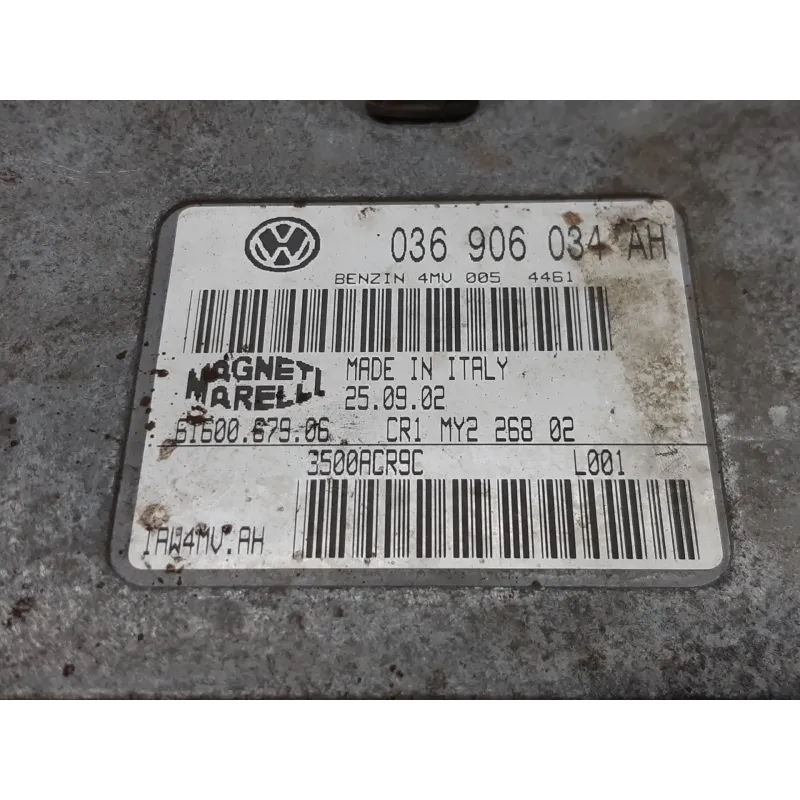 036 906 034 AH
BENZIN 4MV 005 4461
MAGNETI
MARELLI
MADE IN ITALY
25.09.02
61600.679.06 CR1 MY2 268 02
3500ACR9C L001
IAW4MV.AH